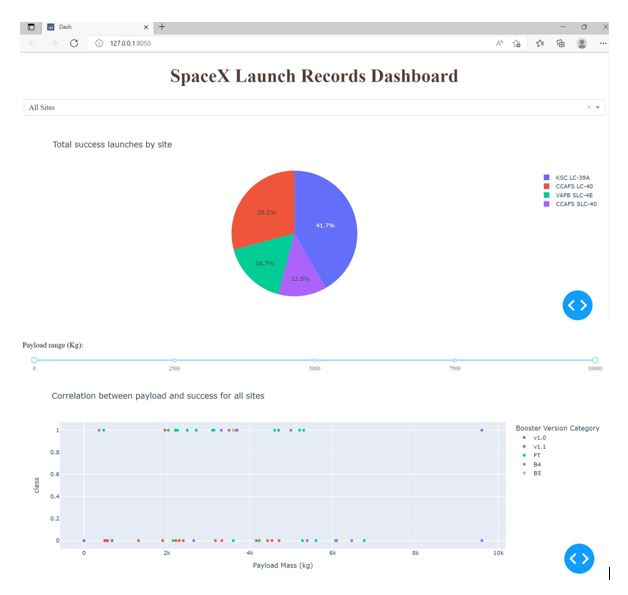 Dash
127.0.0.1:8050
SpaceX Launch Records Dashboard
All Sites
Total success launches by site
KSC LC-39A
CCAFS LC-40
VAFB SLC-4E
CCAFS SLC-40
41.7%
29.2%
16.7%
12.5%
Payload range (Kg):
0 2500 5000 7500 10000
Correlation between payload and success for all sites
Booster Version Category
v1.0
v1.1
FT
B4
B5
1
0.8
0.6
0.4
0.2
0
class
0 2k 4k 6k 8k 10k
Payload Mass (kg)